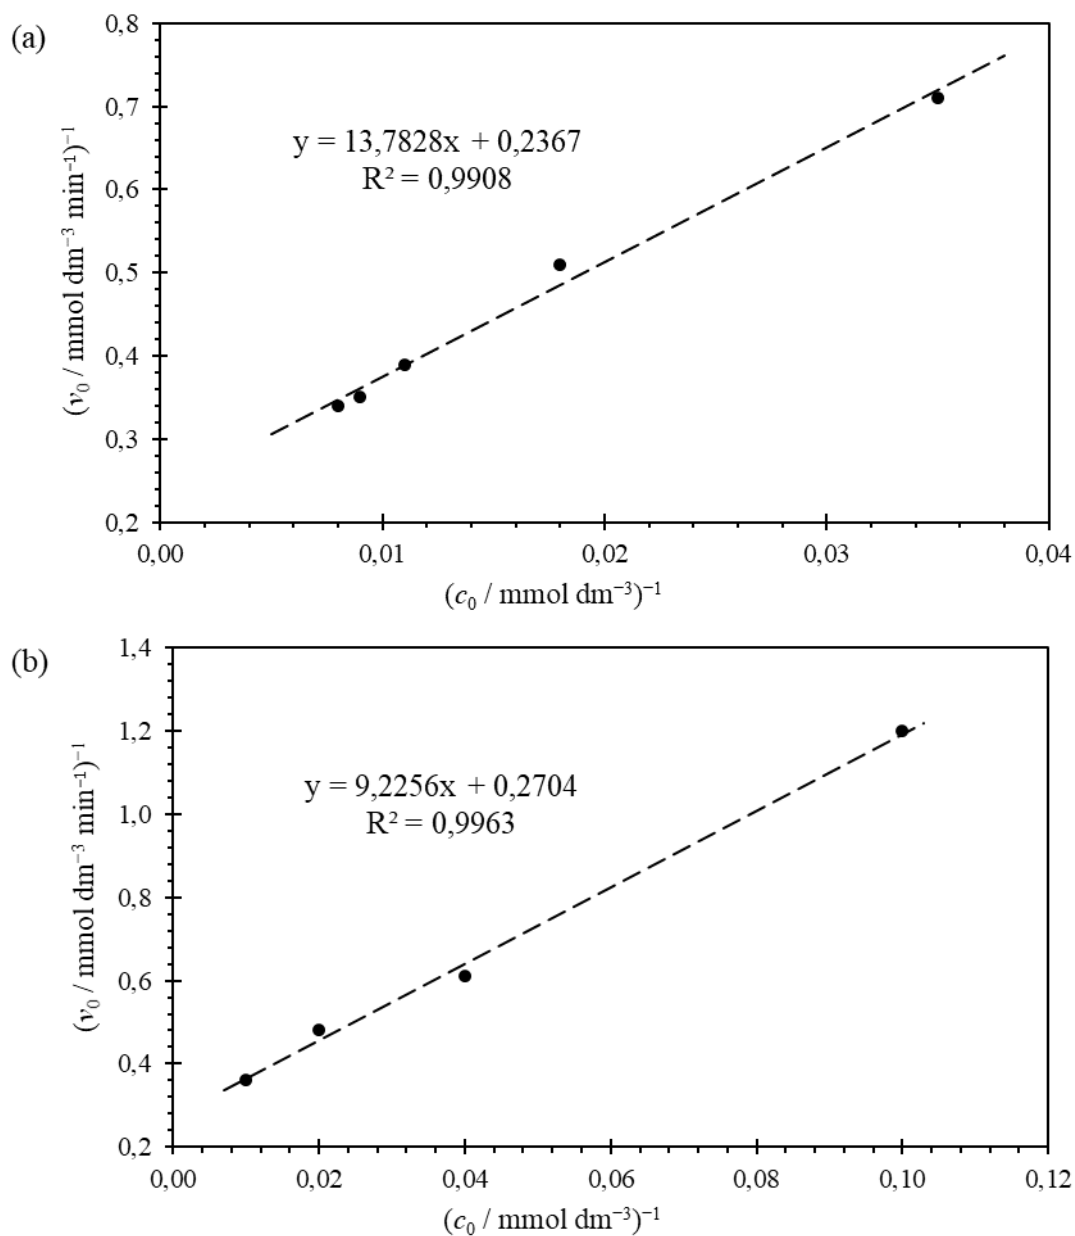 (a)
0,8
0,7
0,6
0,5
0,4
0,3
0,2
(v₀ / mmol dm⁻³ min⁻¹)⁻¹
y = 13,7828x + 0,2367
R² = 0,9908
0,00 0,01 0,02 0,03 0,04
(c₀ / mmol dm⁻³)⁻¹
(b)
1,4
1,2
1,0
0,8
0,6
0,4
0,2
(v₀ / mmol dm⁻³ min⁻¹)⁻¹
y = 9,2256x + 0,2704
R² = 0,9963
0,00 0,02 0,04 0,06 0,08 0,10 0,12
(c₀ / mmol dm⁻³)⁻¹